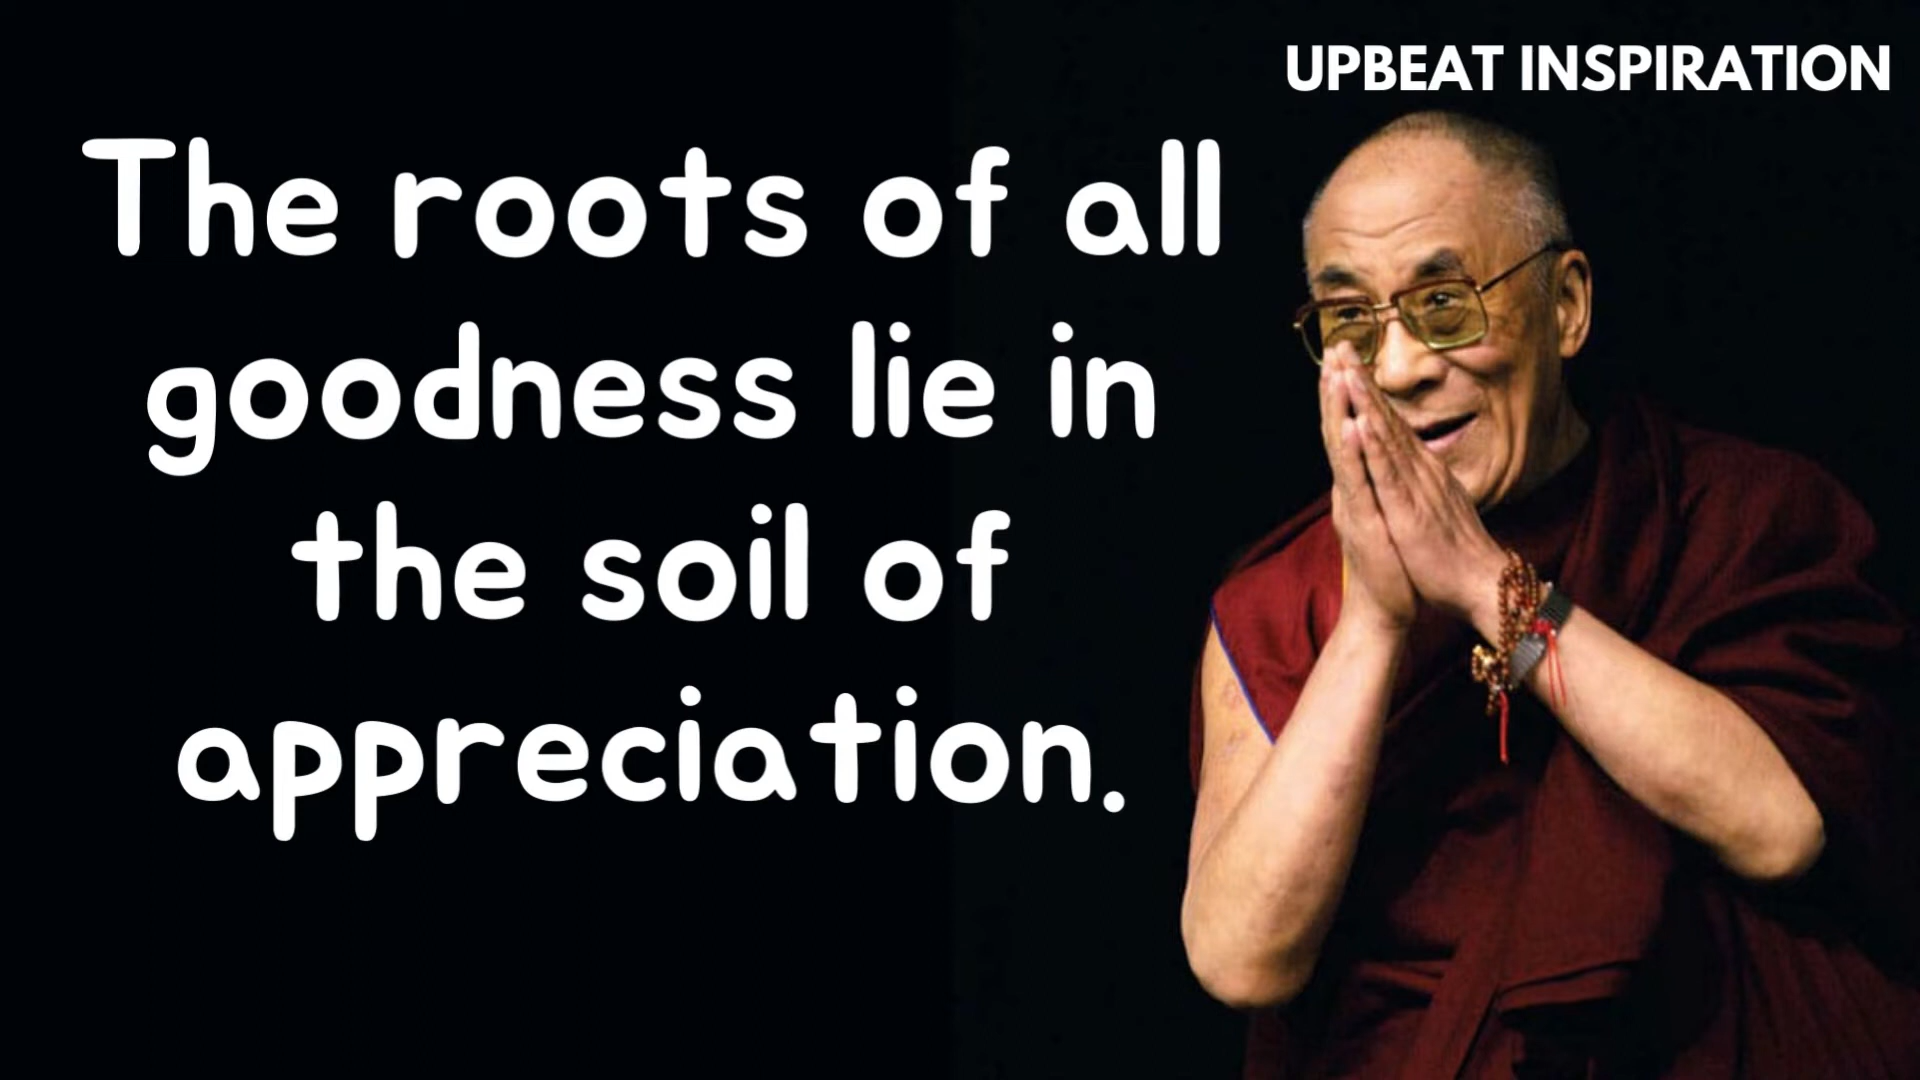 UPBEAT INSPIRATION
The roots of all
goodness lie in
the soil of
appreciation.